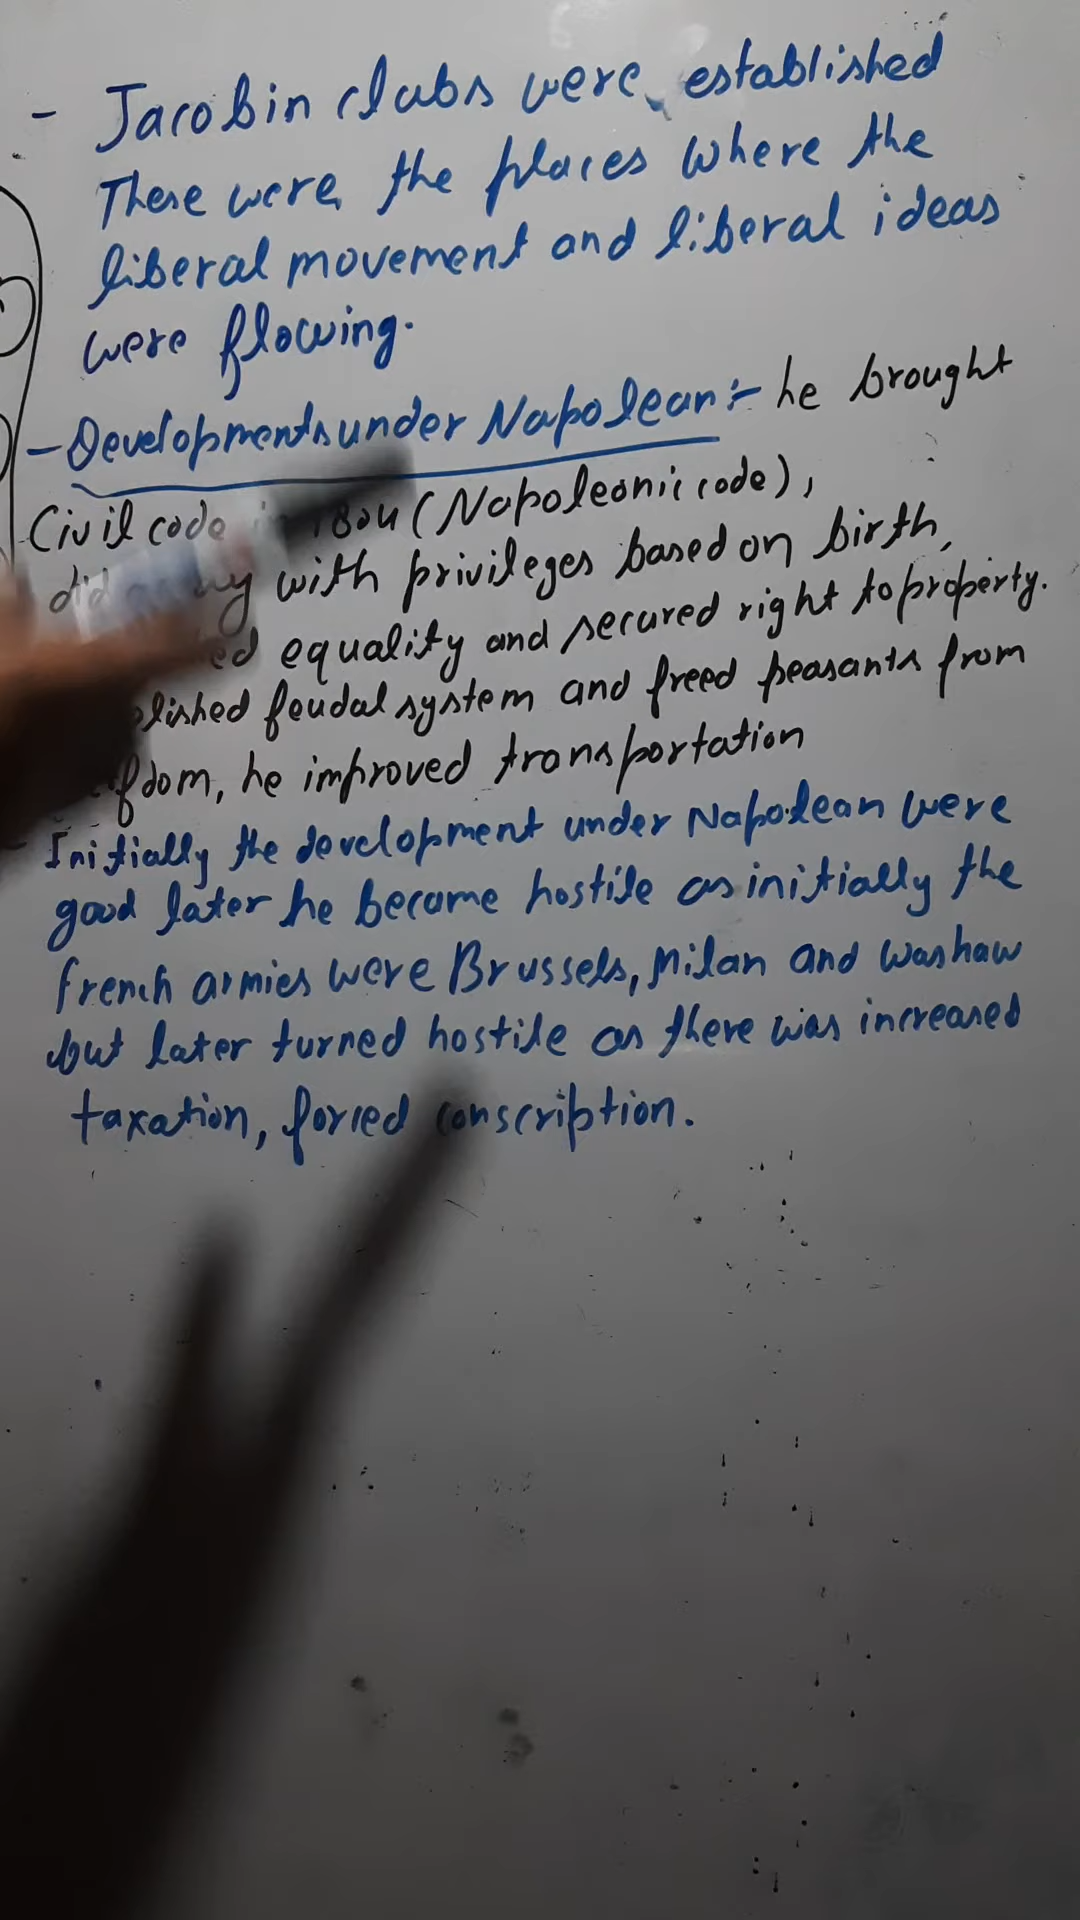 - Jacobin clubs were established
These were the places where the
liberal movement and liberal ideas
were flowing.
- Developments under Napolean :- he brought
Civil code in 1804 (Napoleonic code),
did away with privileges based on birth,
equality and secured right to property.
feudal system and freed peasants from
he improved transportation
- Initially the development under Napolean were
good later he became hostile as initially the
french armies were Brussels, Milan and Washaw
but later turned hostile as there was increased
taxation, forced conscription.